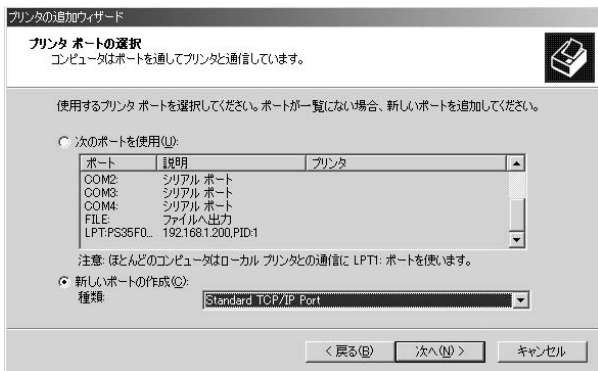 プリンタの追加ウィザード
プリンタ ポートの選択
コンピュータはポートを通してプリンタと通信しています。
使用するプリンタ ポートを選択してください。ポートが一覧にない場合、新しいポートを追加してください。
次のポートを使用(U):
ポート 説明 プリンタ
COM2: シリアル ポート
COM3: シリアル ポート
COM4: シリアル ポート
FILE: ファイルへ出力
LPT:PS35F0... 192.168.1.200,PID:1
注意: ほとんどのコンピュータはローカル プリンタとの通信に LPT1: ポートを使います。
新しいポートの作成(C):
種類: Standard TCP/IP Port
< 戻る(B) 次へ(N) > キャンセル